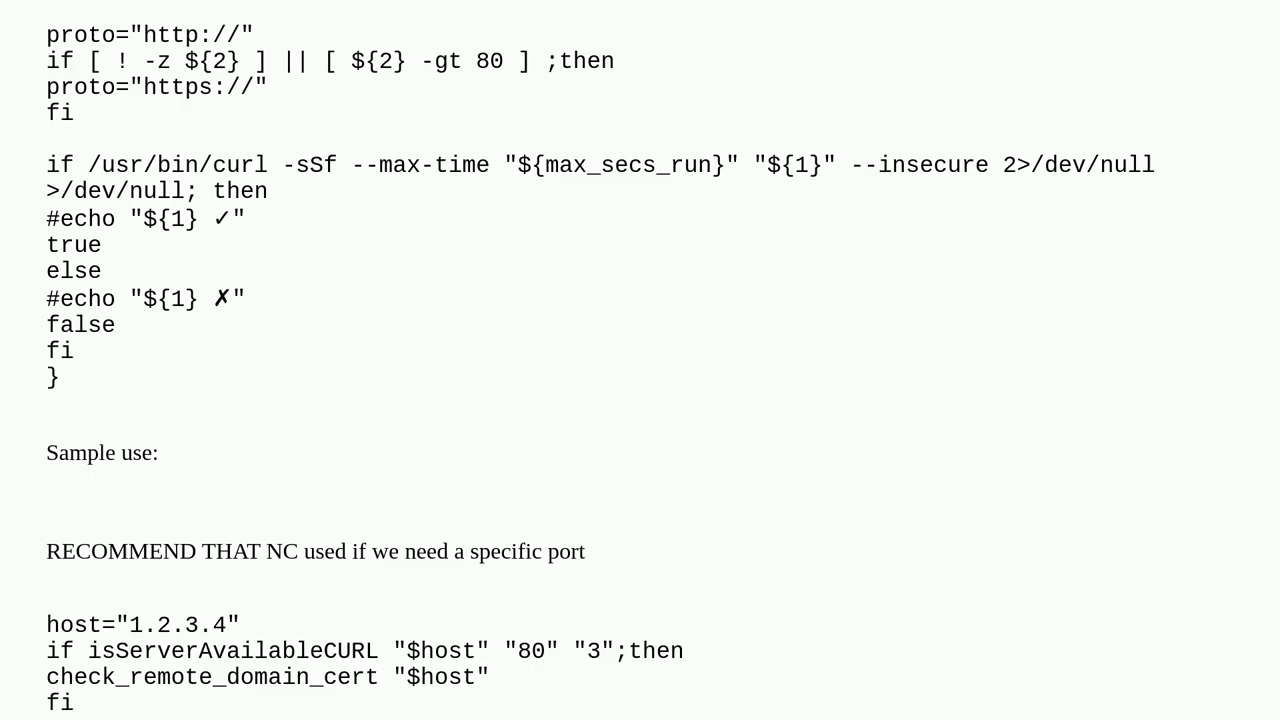 proto="http://"
if [ ! -z ${2} ] || [ ${2} -gt 80 ] ;then
proto="https://"
fi
if /usr/bin/curl -sSf --max-time "${max_secs_run}" "${1}" --insecure 2>/dev/null
>/dev/null; then
#echo "${1} ✓"
true
else
#echo "${1} ✗"
false
fi
}
Sample use:
RECOMMEND THAT NC used if we need a specific port
host="1.2.3.4"
if isServerAvailableCURL "$host" "80" "3";then
check_remote_domain_cert "$host"
fi